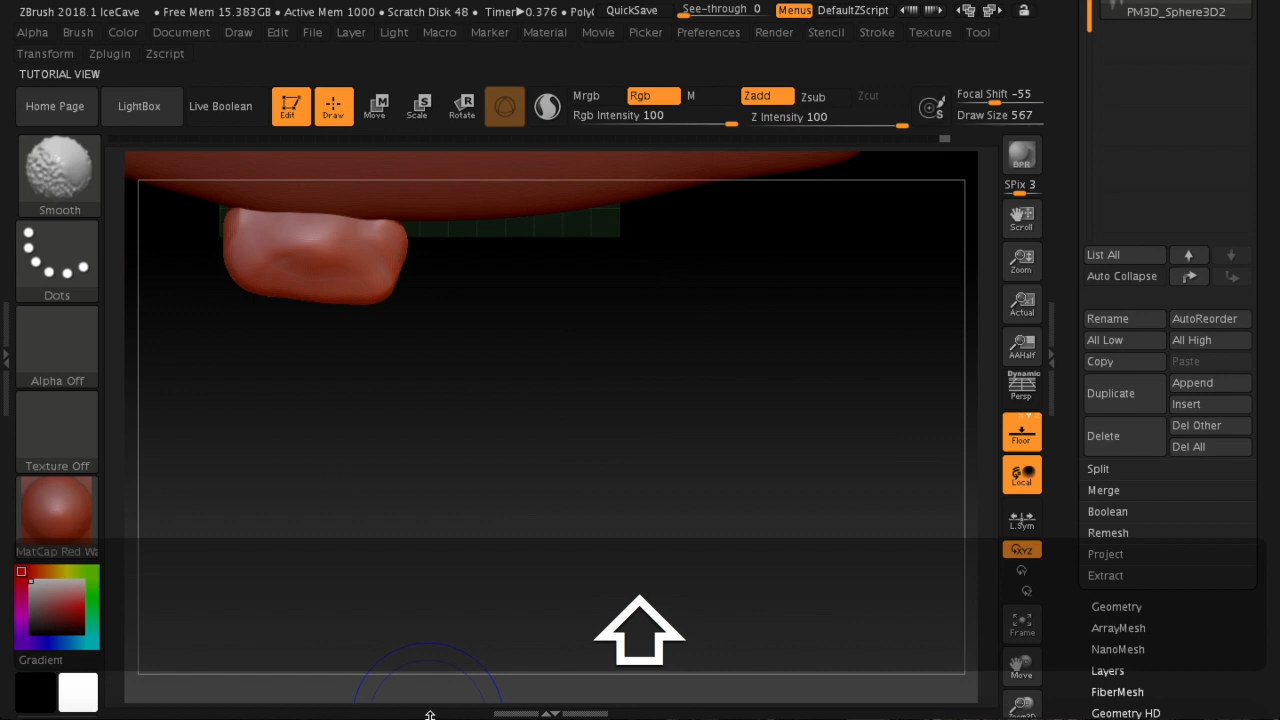 ZBrush 2018.1 IceCave • Free Mem 15.383GB • Active Mem 1000 • Scratch Disk 48 • Timer▶0.376 • Poly
QuickSave
See-through 0
Menus
DefaultZScript
PM3D_Sphere3D2
Alpha Brush Color Document Draw Edit File Layer Light Macro Marker Material Movie Picker Preferences Render Stencil Stroke Texture Tool
Transform Zplugin Zscript
TUTORIAL VIEW
Home Page
LightBox
Live Boolean
Edit
Draw
Move
Scale
Rotate
Mrgb Rgb M
Rgb Intensity 100
Zadd Zsub Zcut
Z Intensity 100
S
Focal Shift -55
Draw Size 567
Smooth
Dots
Alpha Off
Texture Off
MatCap Red Wa
Gradient
BPR
SPix 3
Scroll
Zoom
Actual
AAHalf
Dynamic
Persp
Floor
Local
L.Sym
XYZ
Y
Z
Frame
Move
Zoom3D
List All
Auto Collapse
Rename AutoReorder
All Low All High
Copy Paste
Duplicate Append
Insert
Delete Del Other
Del All
Split
Merge
Boolean
Remesh
Project
Extract
Geometry
ArrayMesh
NanoMesh
Layers
FiberMesh
Geometry HD